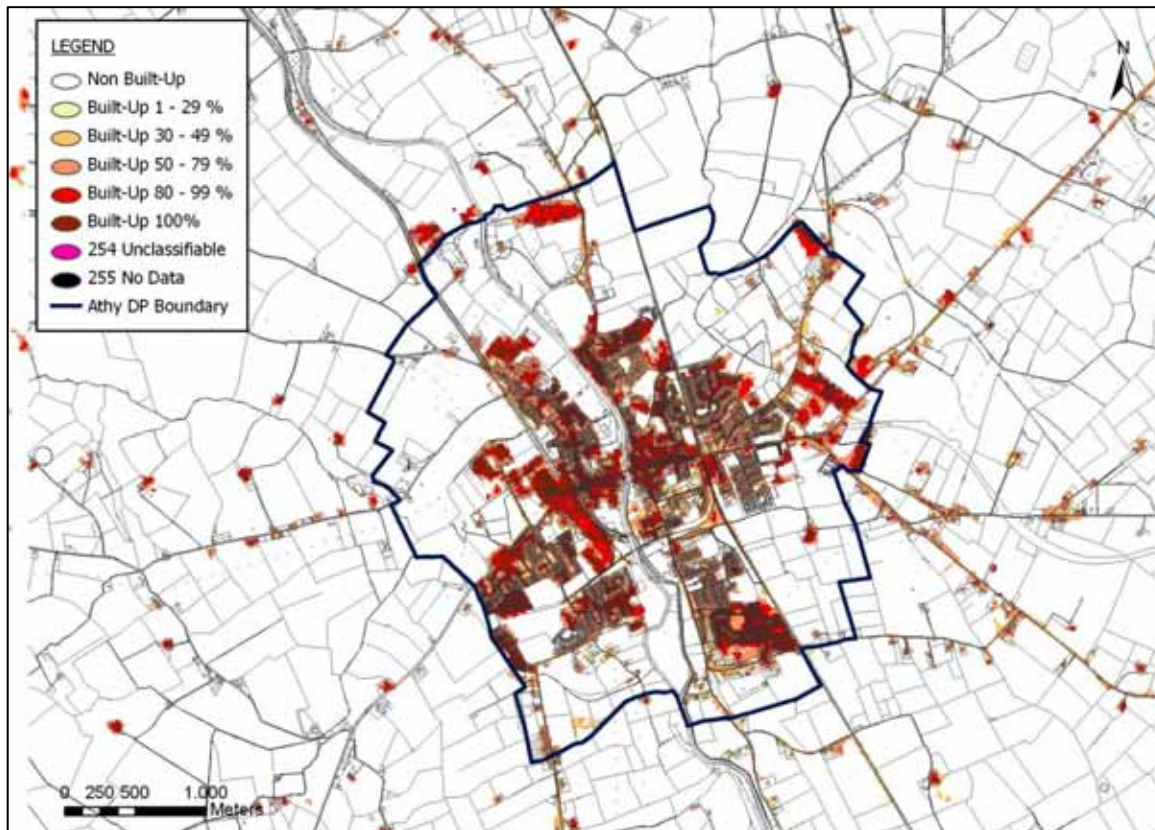 LEGEND
Non Built-Up
Built-Up 1 - 29 %
Built-Up 30 - 49 %
Built-Up 50 - 79 %
Built-Up 80 - 99 %
Built-Up 100%
254 Unclassifiable
255 No Data
Athy DP Boundary
N
0 250 500 1.000
Meters